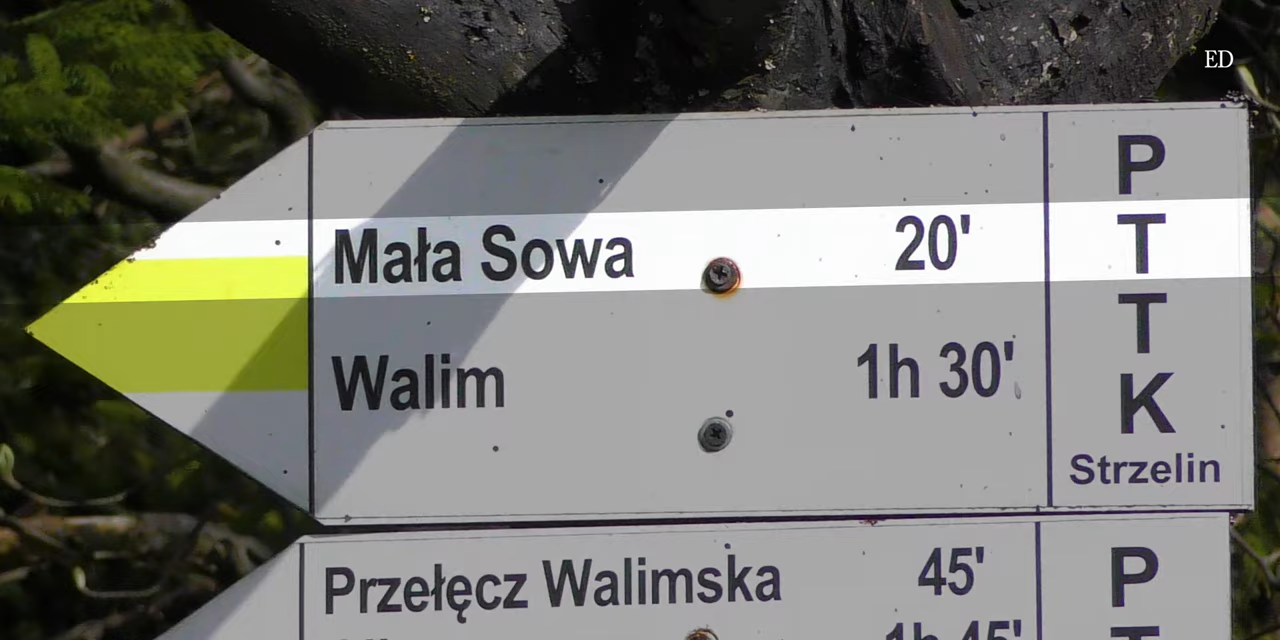 ED
Mała Sowa 20'
Walim 1h 30'
P
T
T
K
Strzelin
Przełęcz Walimska 45'
P
1h 45'
T